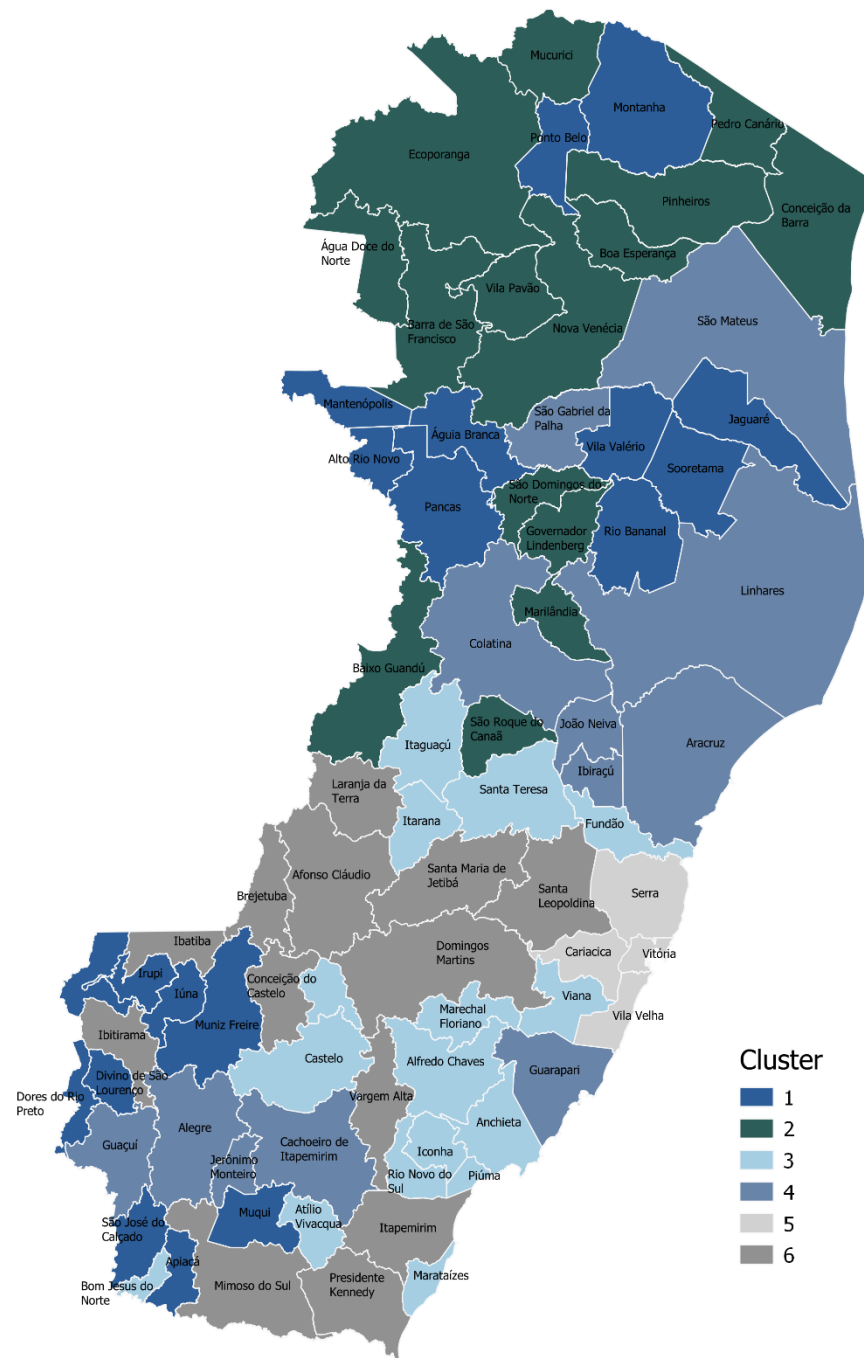 Mucurici
Montanha
Pedro Canário
Ponto Belo
Ecoporanga
Pinheiros
Conceição da
Barra
Água Doce do
Norte
Boa Esperança
Vila Pavão
São Mateus
Barra de São
Francisco
Nova Venécia
Mantenópolis
São Gabriel da
Palha
Jaguaré
Águia Branca
Vila Valério
Alto Rio Novo
Sooretama
São Domingos do
Norte
Pancas
Governador
Lindenberg
Rio Bananal
Linhares
Marilândia
Colatina
Baixo Guandú
São Roque do
Canaã
João Neiva
Itaguaçú
Aracruz
Ibiraçú
Laranja da
Terra
Santa Teresa
Itarana
Fundão
Afonso Cláudio
Santa Maria de
Jetibá
Brejetuba
Santa
Leopoldina
Serra
Ibatiba
Domingos
Martins
Cariacica
Vitória
Irupi
Conceição do
Castelo
Iúna
Viana
Marechal
Floriano
Vila Velha
Muniz Freire
Ibitirama
Castelo
Alfredo Chaves
Guarapari
Divino de São
Lourenço
Dores do Rio
Preto
Vargem Alta
Anchieta
Alegre
Guaçuí
Cachoeiro de
Itapemirim
Iconha
Jerônimo
Monteiro
Rio Novo do
Sul
Piúma
Muqui
Atílio
Vivacqua
São José do
Calçado
Itapemirim
Apiacá
Bom Jesus do
Norte
Mimoso do Sul
Presidente
Kennedy
Marataízes
Cluster
1
2
3
4
5
6